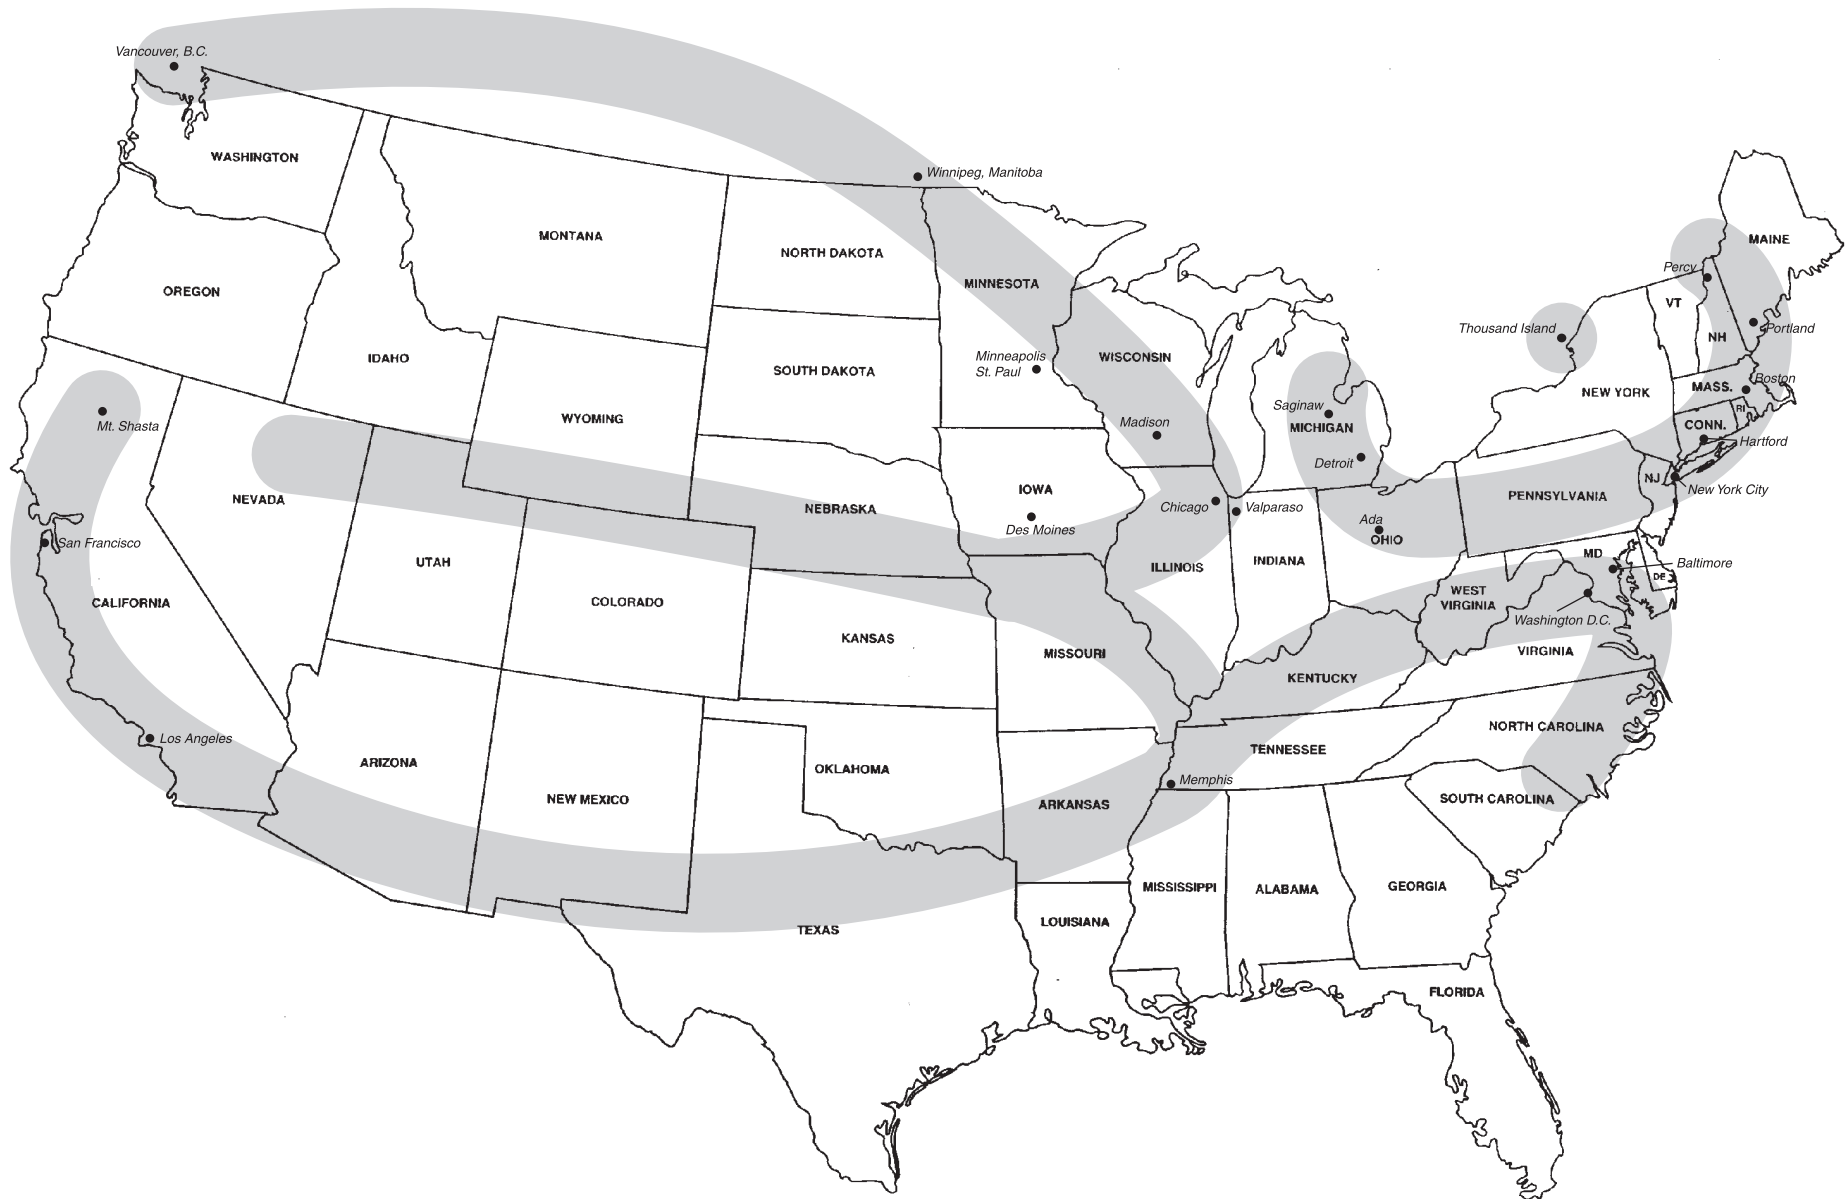 Vancouver, B.C.
WASHINGTON
Winnipeg, Manitoba
MONTANA
NORTH DAKOTA
MINNESOTA
MAINE
Percy
OREGON
VT
Thousand Island
Portland
NH
IDAHO
WISCONSIN
Minneapolis
St. Paul
SOUTH DAKOTA
Boston
MASS.
NEW YORK
WYOMING
Saginaw
RI
Mt. Shasta
Madison
MICHIGAN
CONN.
Hartford
Detroit
NJ
New York City
NEVADA
IOWA
PENNSYLVANIA
NEBRASKA
Chicago
Valparaso
Ada
OHIO
Des Moines
San Francisco
MD
Baltimore
UTAH
INDIANA
ILLINOIS
DE
WEST
VIRGINIA
CALIFORNIA
COLORADO
Washington D.C.
KANSAS
MISSOURI
VIRGINIA
KENTUCKY
NORTH CAROLINA
Los Angeles
TENNESSEE
ARIZONA
OKLAHOMA
Memphis
NEW MEXICO
ARKANSAS
SOUTH CAROLINA
MISSISSIPPI
ALABAMA
GEORGIA
LOUISIANA
TEXAS
FLORIDA